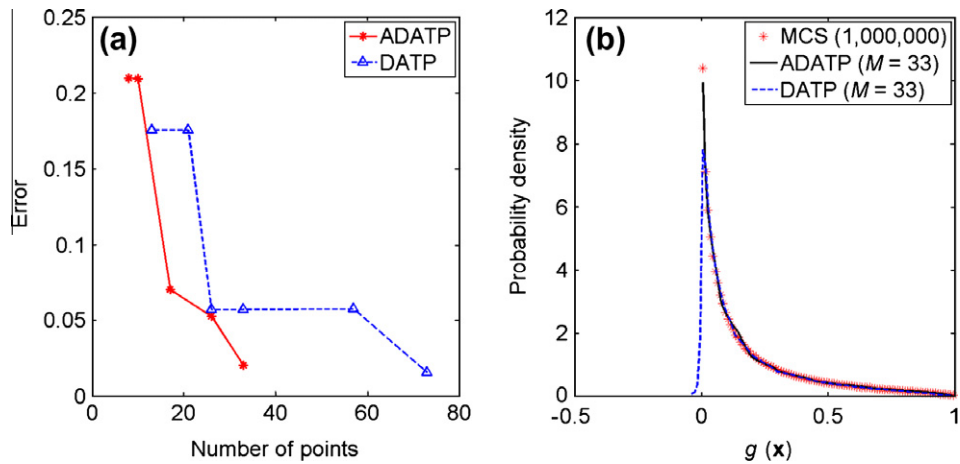 (a)
ADATP
DATP
0.25
0.2
0.15
0.1
0.05
0
Error
0 20 40 60 80
Number of points
(b)
MCS (1,000,000)
ADATP (M = 33)
DATP (M = 33)
12
10
8
6
4
2
0
Probability density
-0.5 0 0.5 1
g (x)